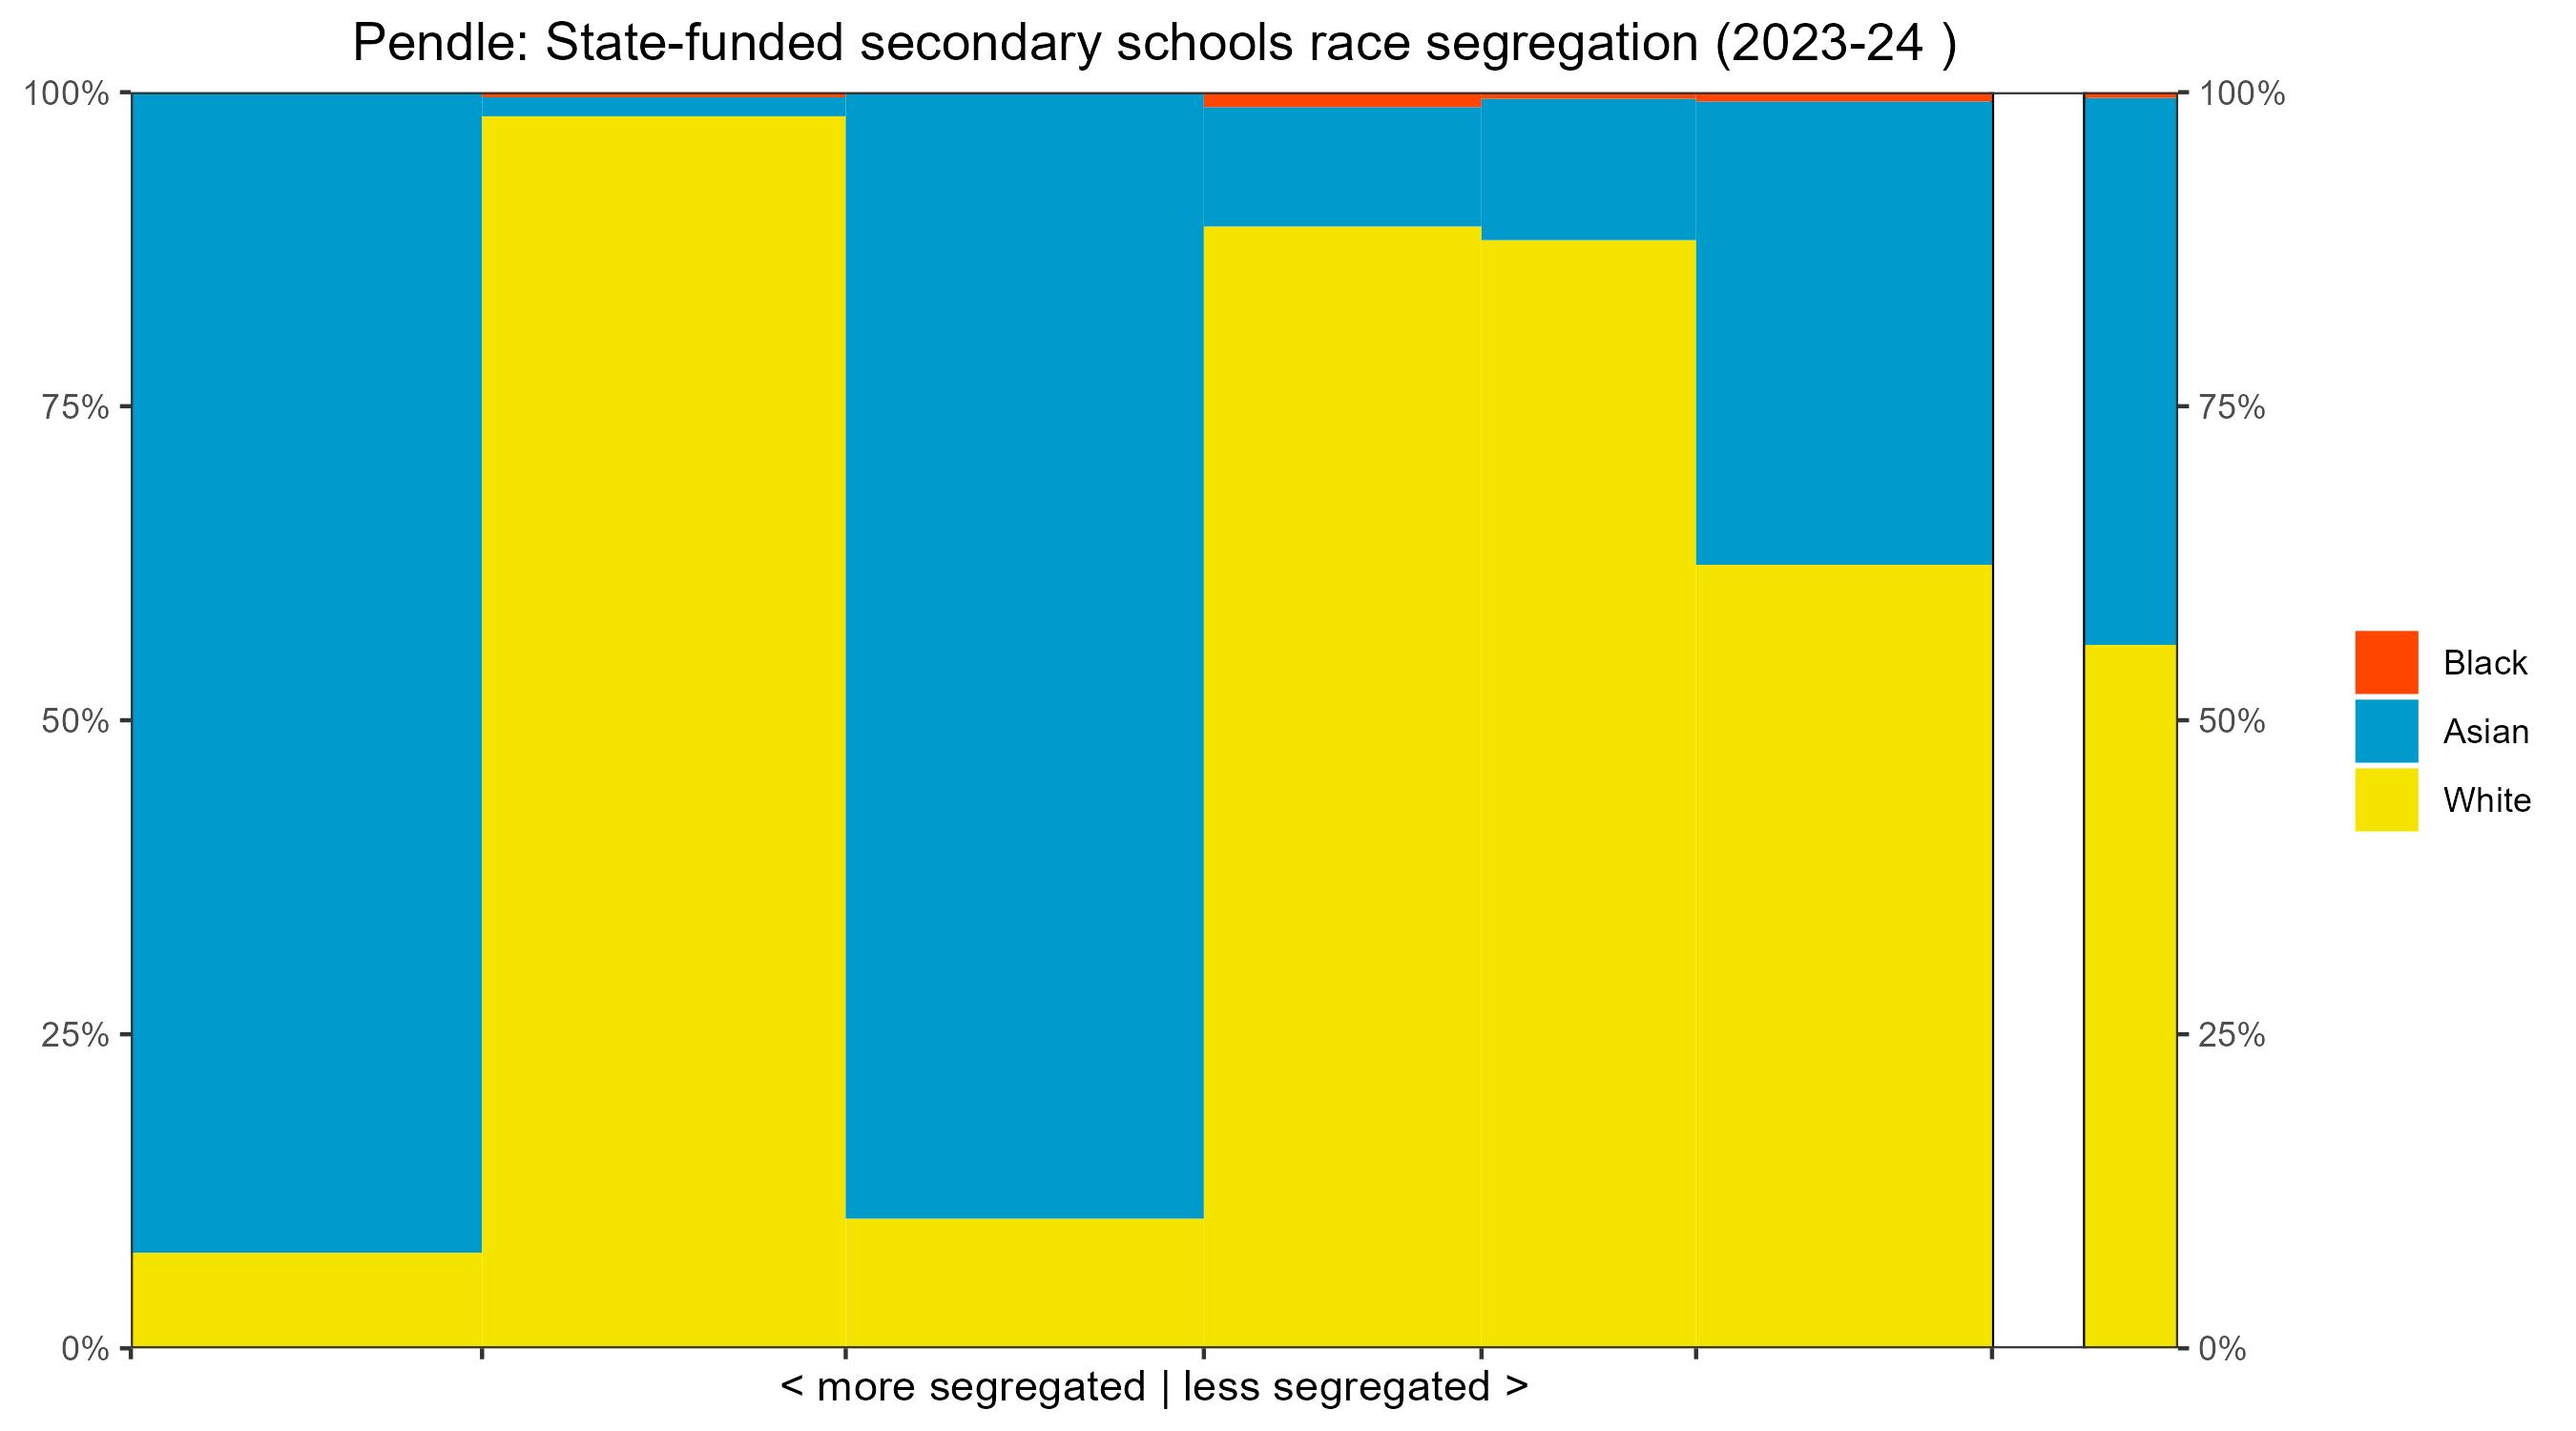 Pendle: State-funded secondary schools race segregation (2023-24 )
100%
75%
50%
25%
0%
100%
75%
50%
25%
0%
< more segregated | less segregated >
Black
Asian
White